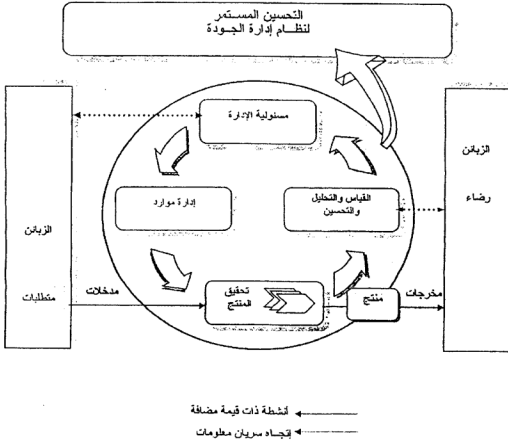 التحسين المستمر
لنظام إدارة الجودة
مسئولية الإدارة
الزبائن
رضاء
إدارة موارد
القياس والتحليل
والتحسين
الزبائن
متطلبات
مدخلات
تحقيق
المنتج
منتج
مخرجات
أنشطة ذات قيمة مضافة
إتجاه سريان معلومات